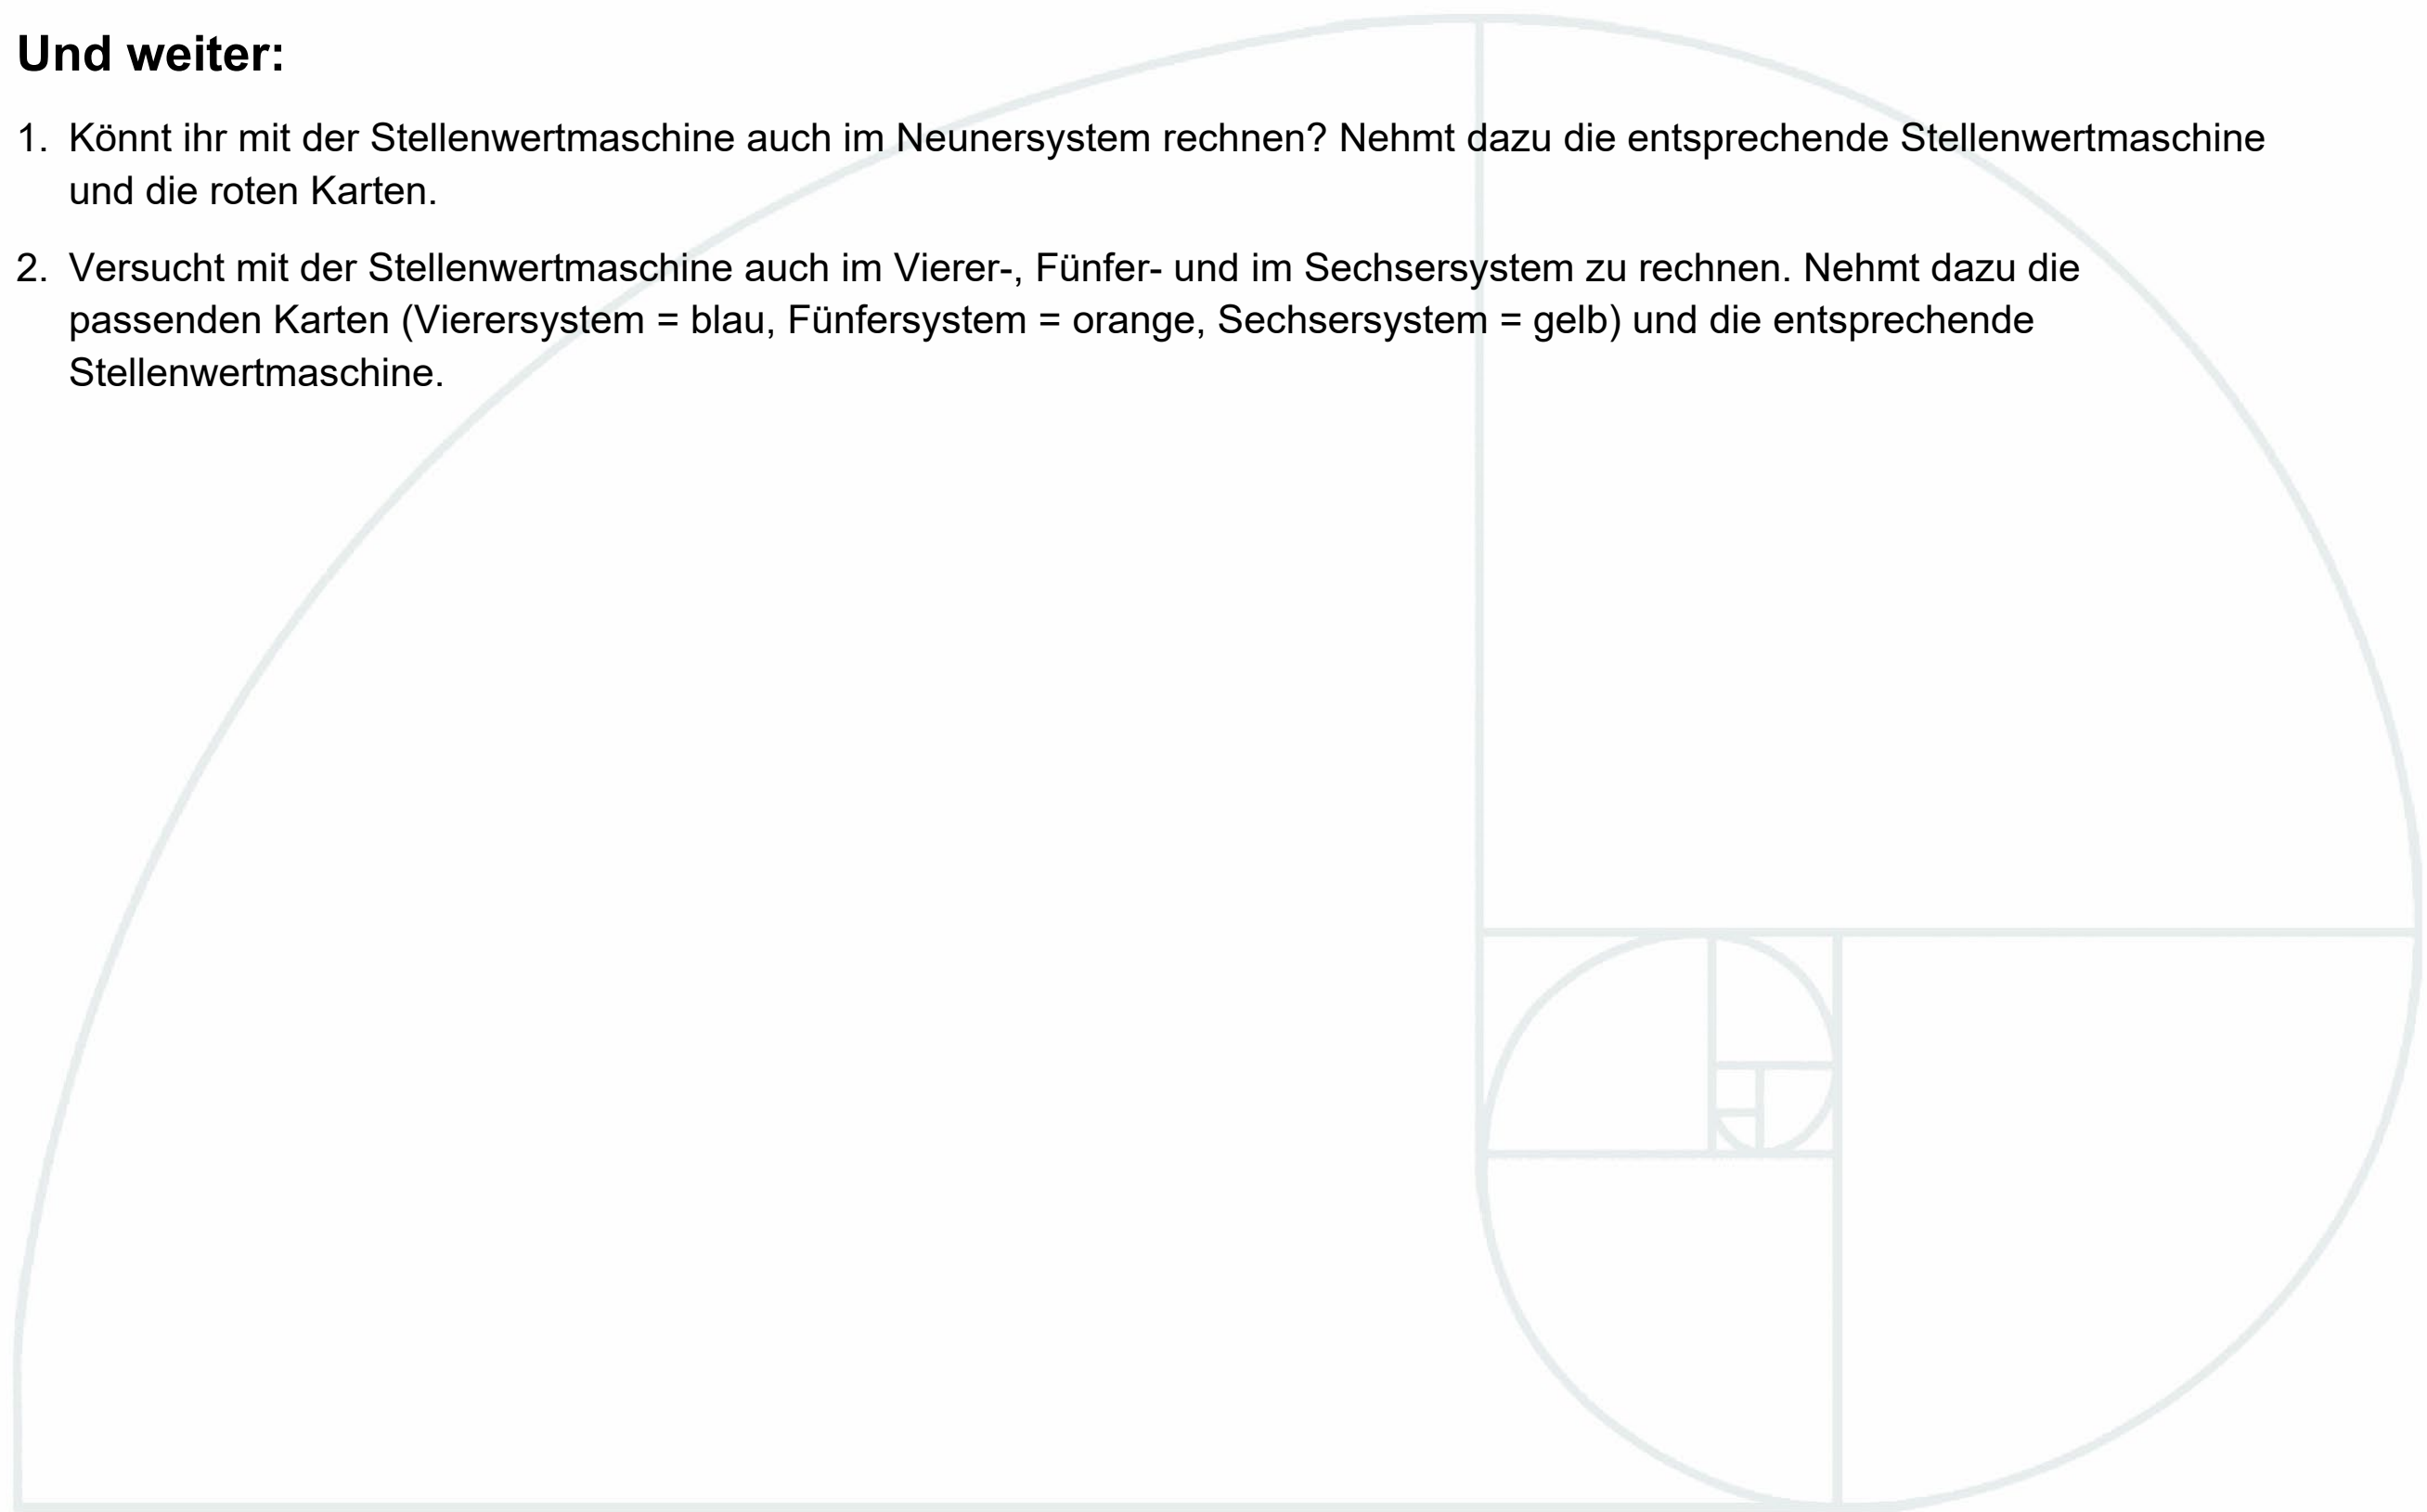 Und weiter:
1. Könnt ihr mit der Stellenwertmaschine auch im Neunersystem rechnen? Nehmt dazu die entsprechende Stellenwertmaschine
und die roten Karten.
2. Versucht mit der Stellenwertmaschine auch im Vierer-, Fünfer- und im Sechsersystem zu rechnen. Nehmt dazu die
passenden Karten (Vierersystem = blau, Fünfersystem = orange, Sechsersystem = gelb) und die entsprechende
Stellenwertmaschine.